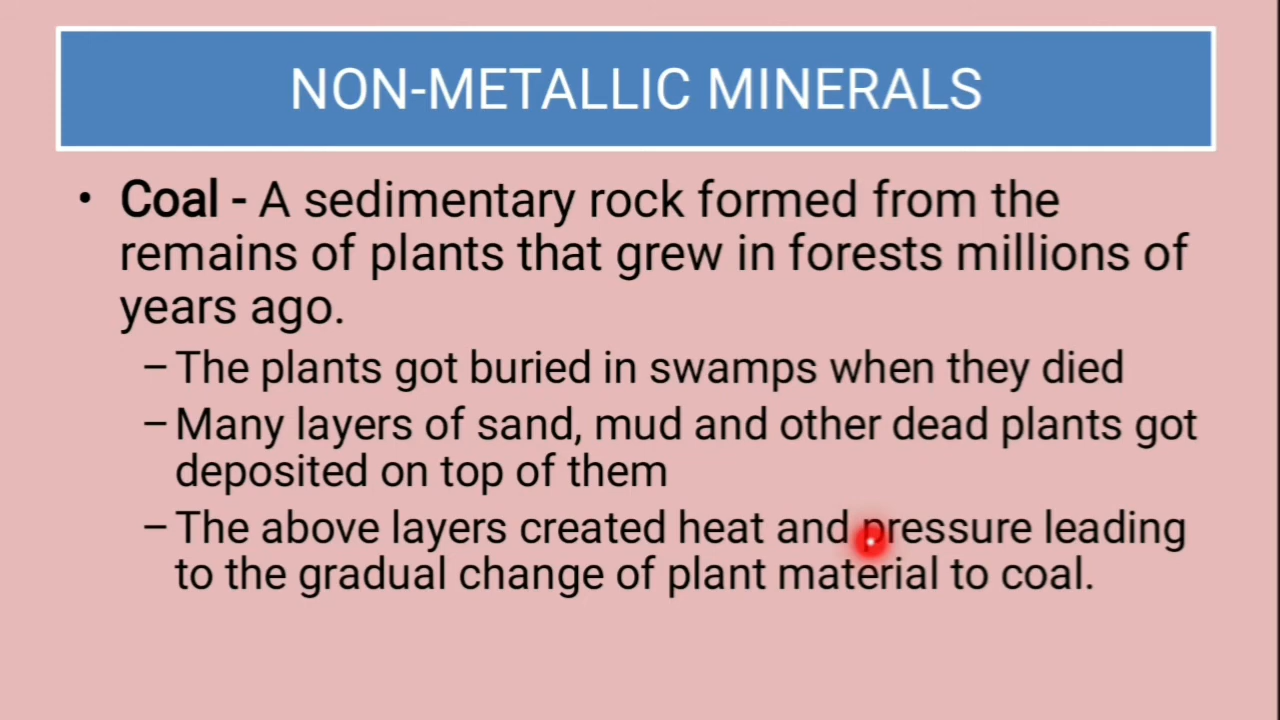 NON-METALLIC MINERALS
• Coal - A sedimentary rock formed from the
remains of plants that grew in forests millions of
years ago.
– The plants got buried in swamps when they died
– Many layers of sand, mud and other dead plants got
deposited on top of them
– The above layers created heat and pressure leading
to the gradual change of plant material to coal.